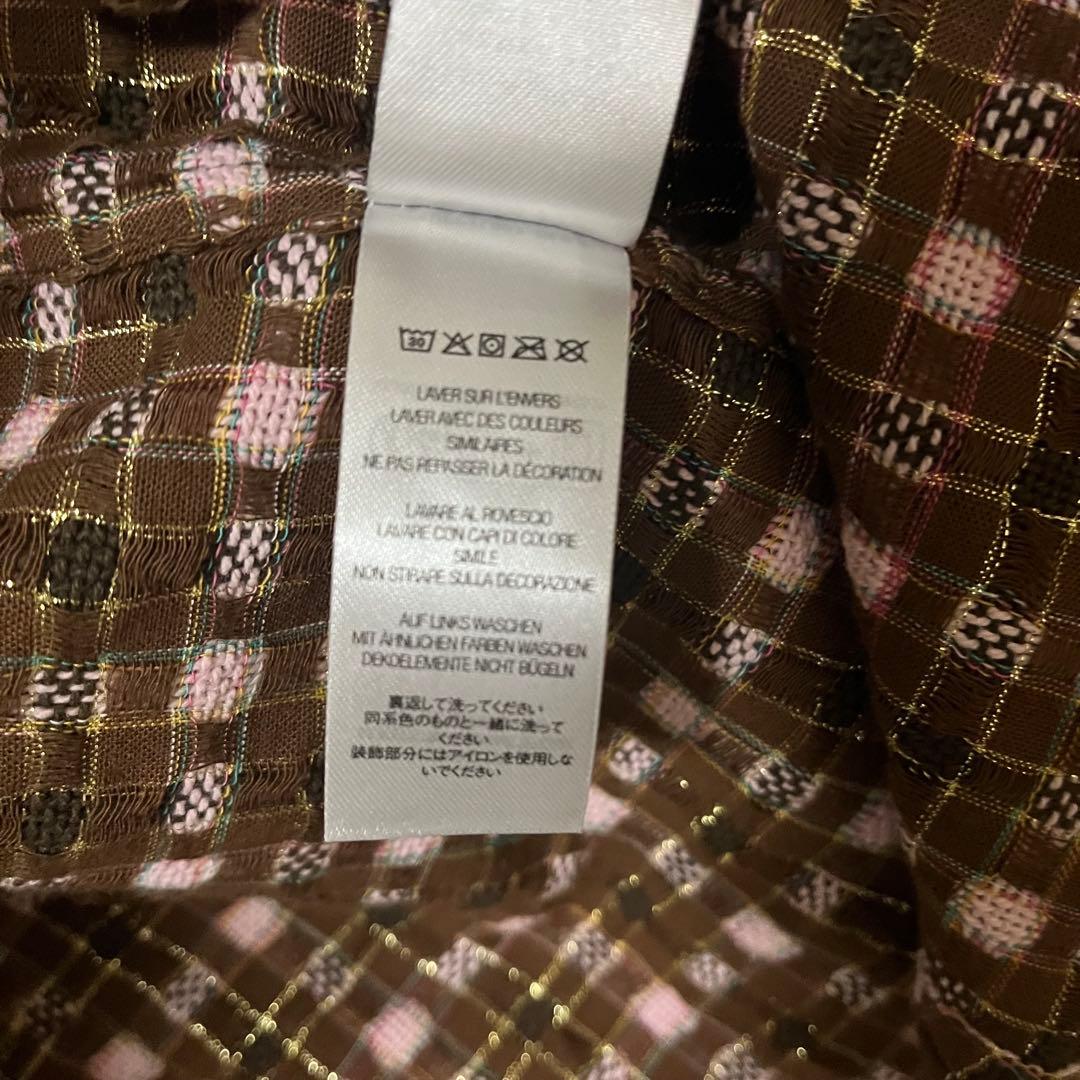 30
LAVER SUR L'ENVERS
LAVER AVEC DES COULEURS
SIMILAIRES
NE PAS REPASSER LA DÉCORATION
LAVARE AL ROVESCIO
LAVARE CON CAPI DI COLORE
SIMILE
NON STIRARE SULLA DECORAZIONE
AUF LINKS WASCHEN
MIT ÄHNLICHEN FARBEN WASCHEN
DEKOELEMENTE NICHT BÜGELN
裏返して洗ってください
同系色のものと一緒に洗って
ください
装飾部分にはアイロンを使用しな
いでください